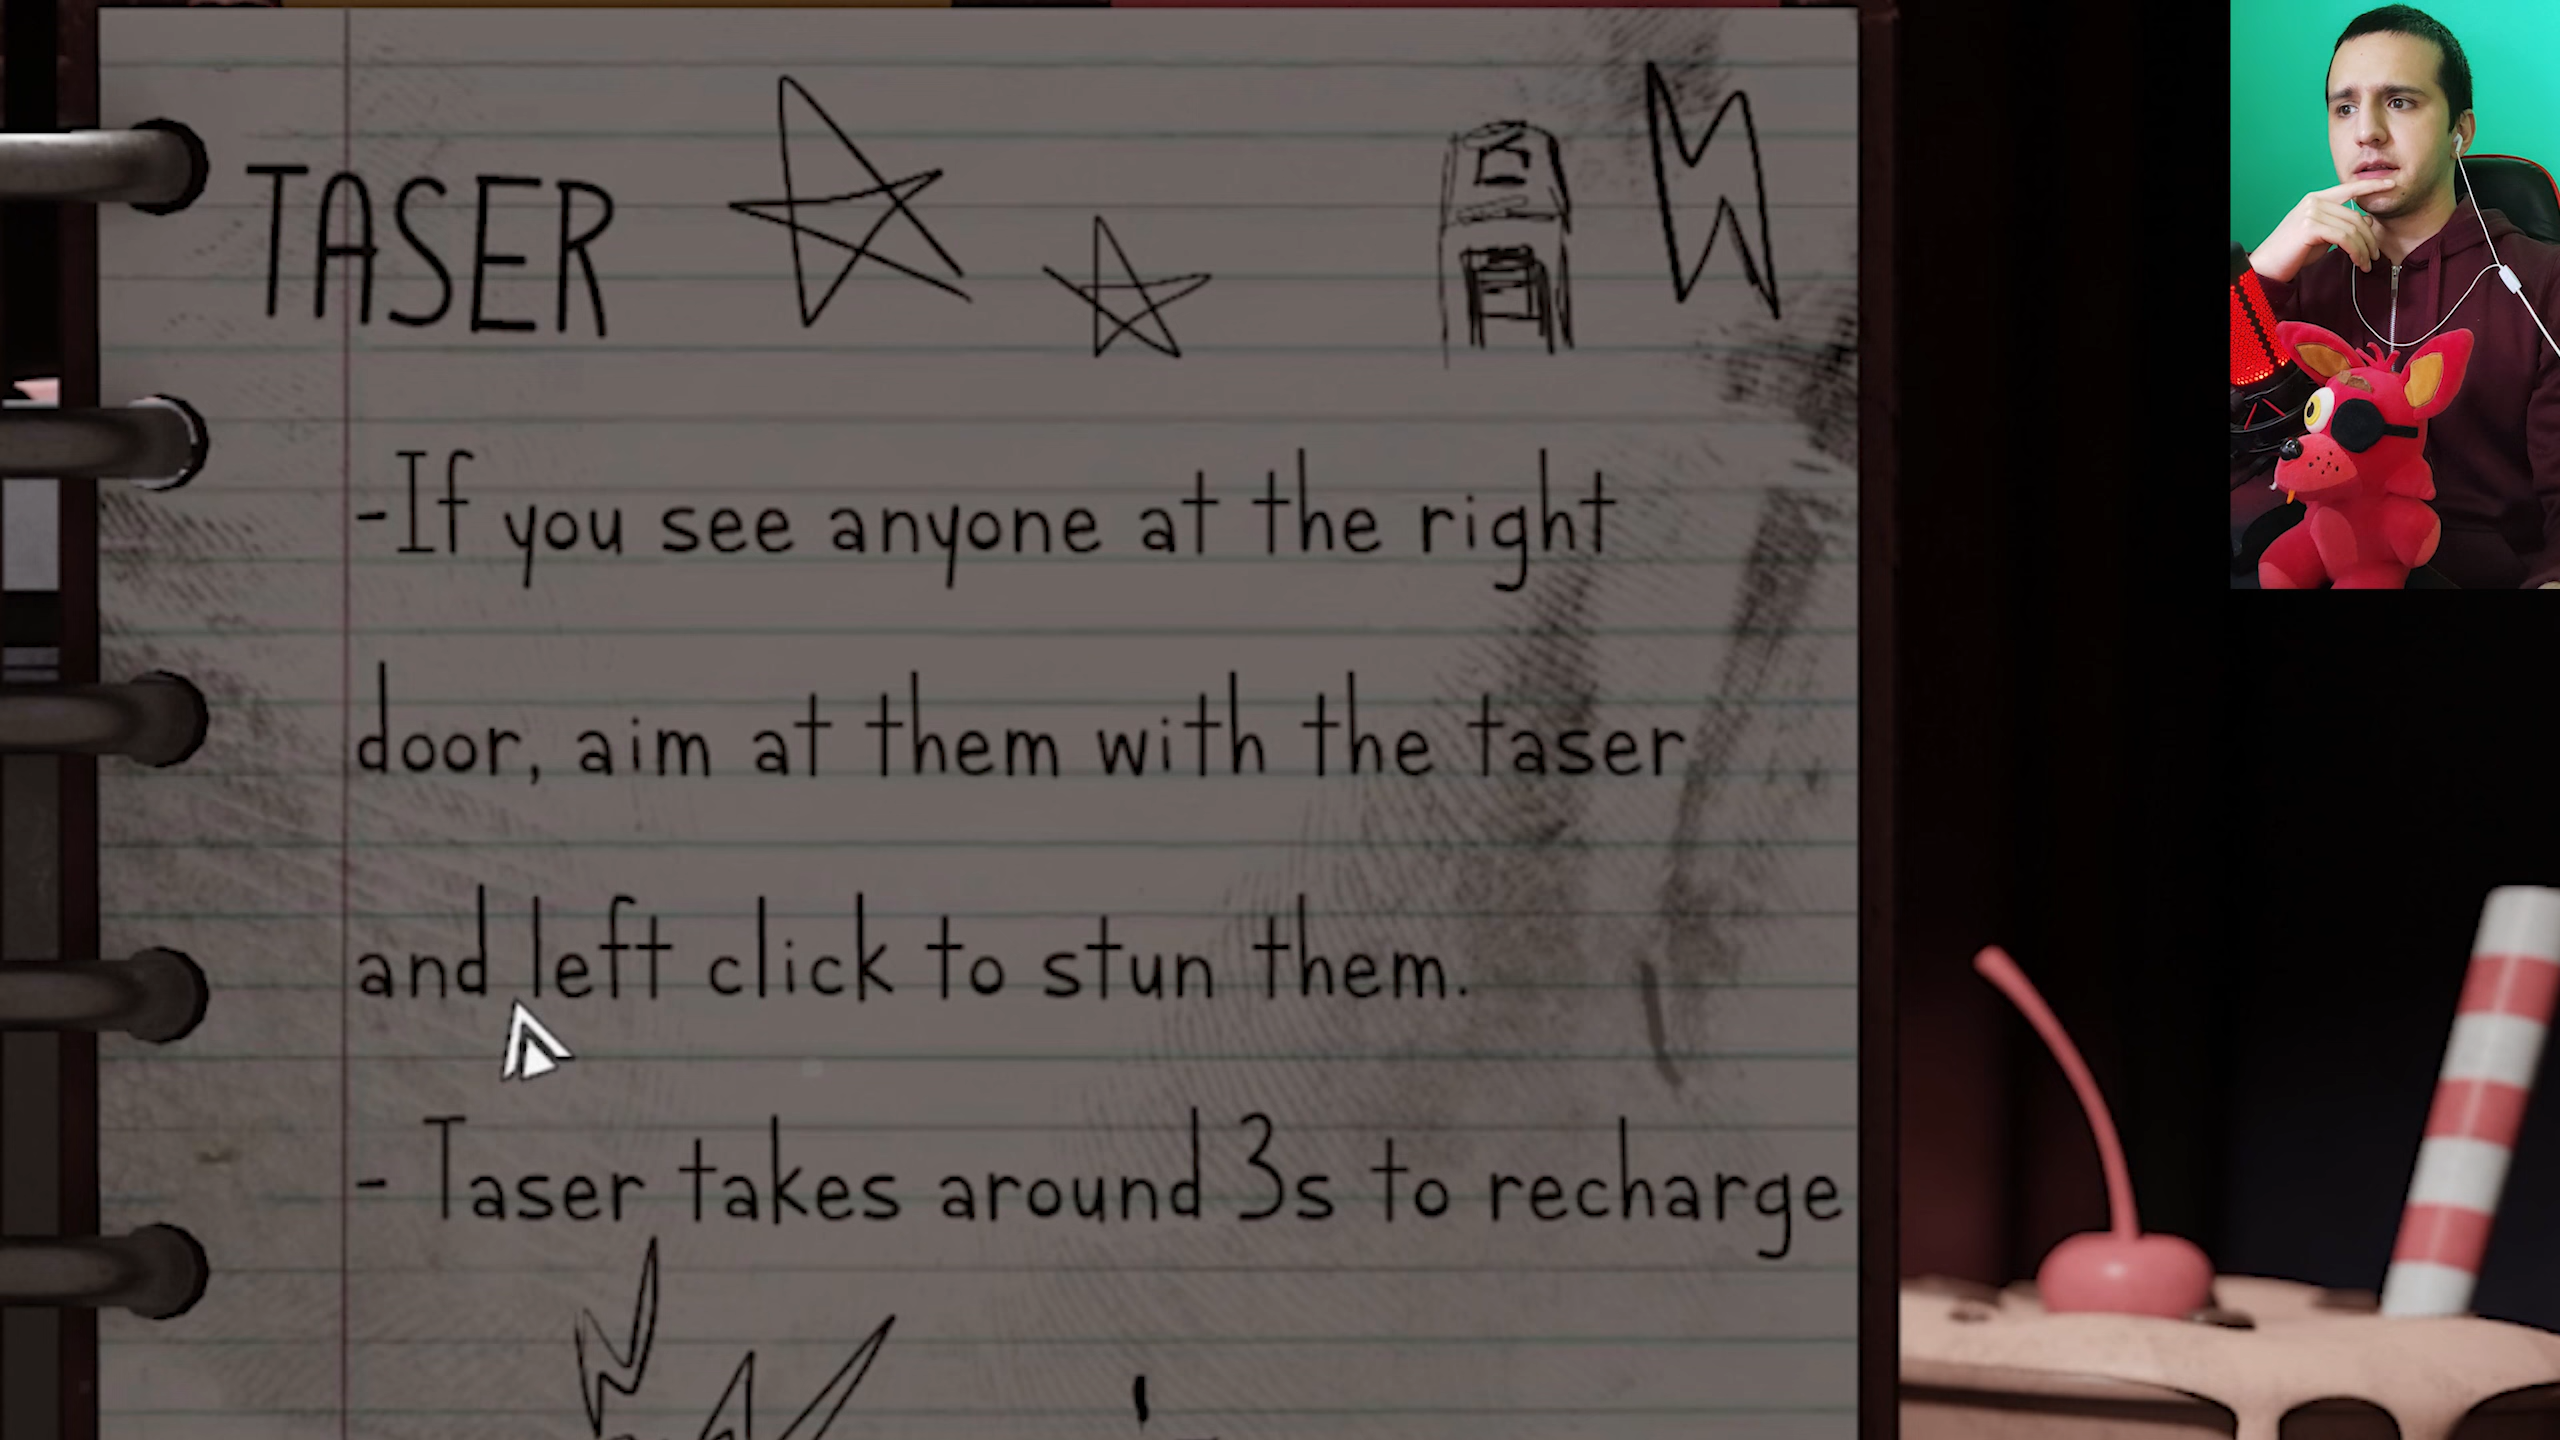 TASER
-If you see anyone at the right
door, aim at them with the taser
and left click to stun them.
- Taser takes around 3s to recharge